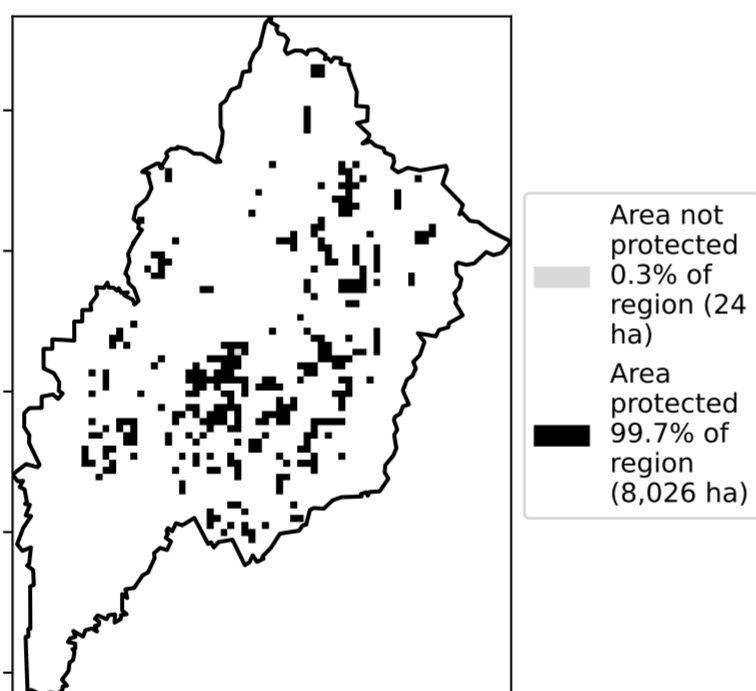 Area not
protected
0.3% of
region (24
ha)
Area
protected
99.7% of
region
(8,026 ha)